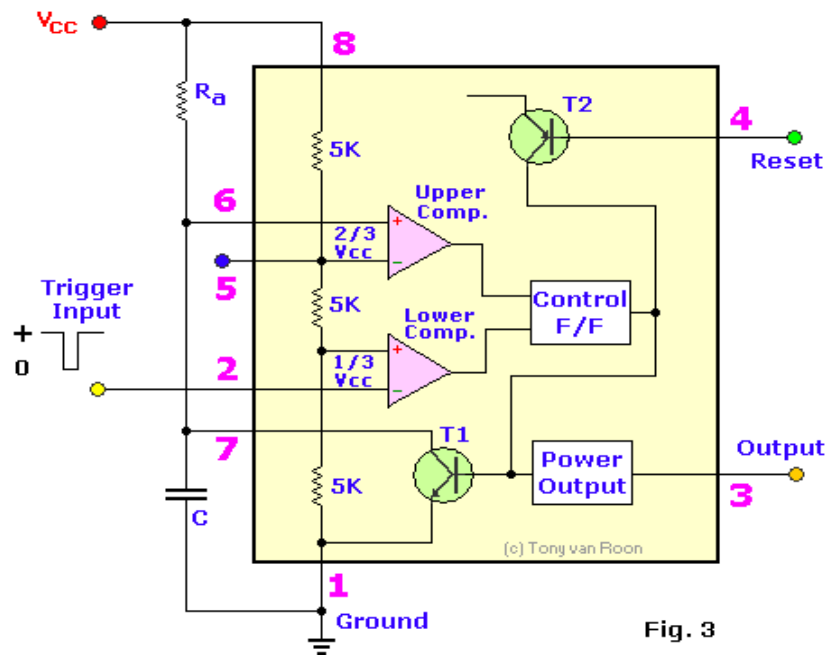 Vcc
8
Ra
T2
4
5K
Reset
6
Upper
Comp.
+
2/3
Vcc
-
5
Trigger
Input
5K
Control
F/F
Lower
Comp.
+
0
2
+
1/3
Vcc
-
7
T1
Output
5K
Power
Output
3
C
(c) Tony van Roon
1
Ground
Fig. 3